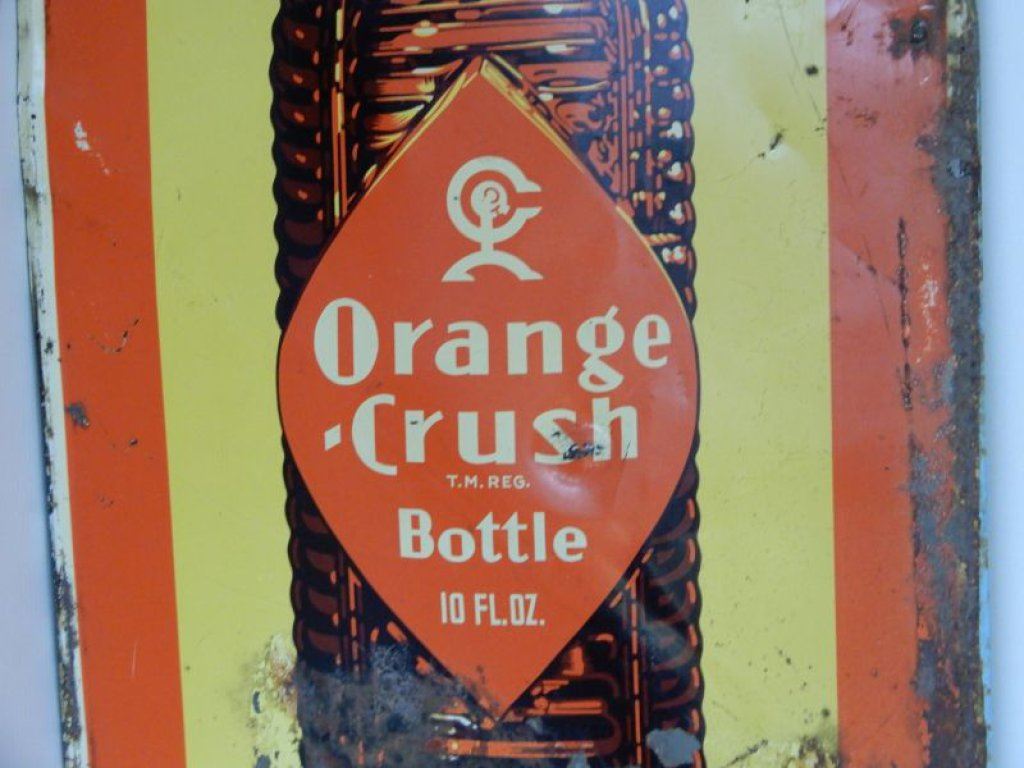 Orange
-Crush
T.M. REG.
Bottle
10 FL. OZ.